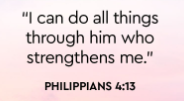 "I can do all things
through him who
strengthens me."
PHILIPPIANS 4:13